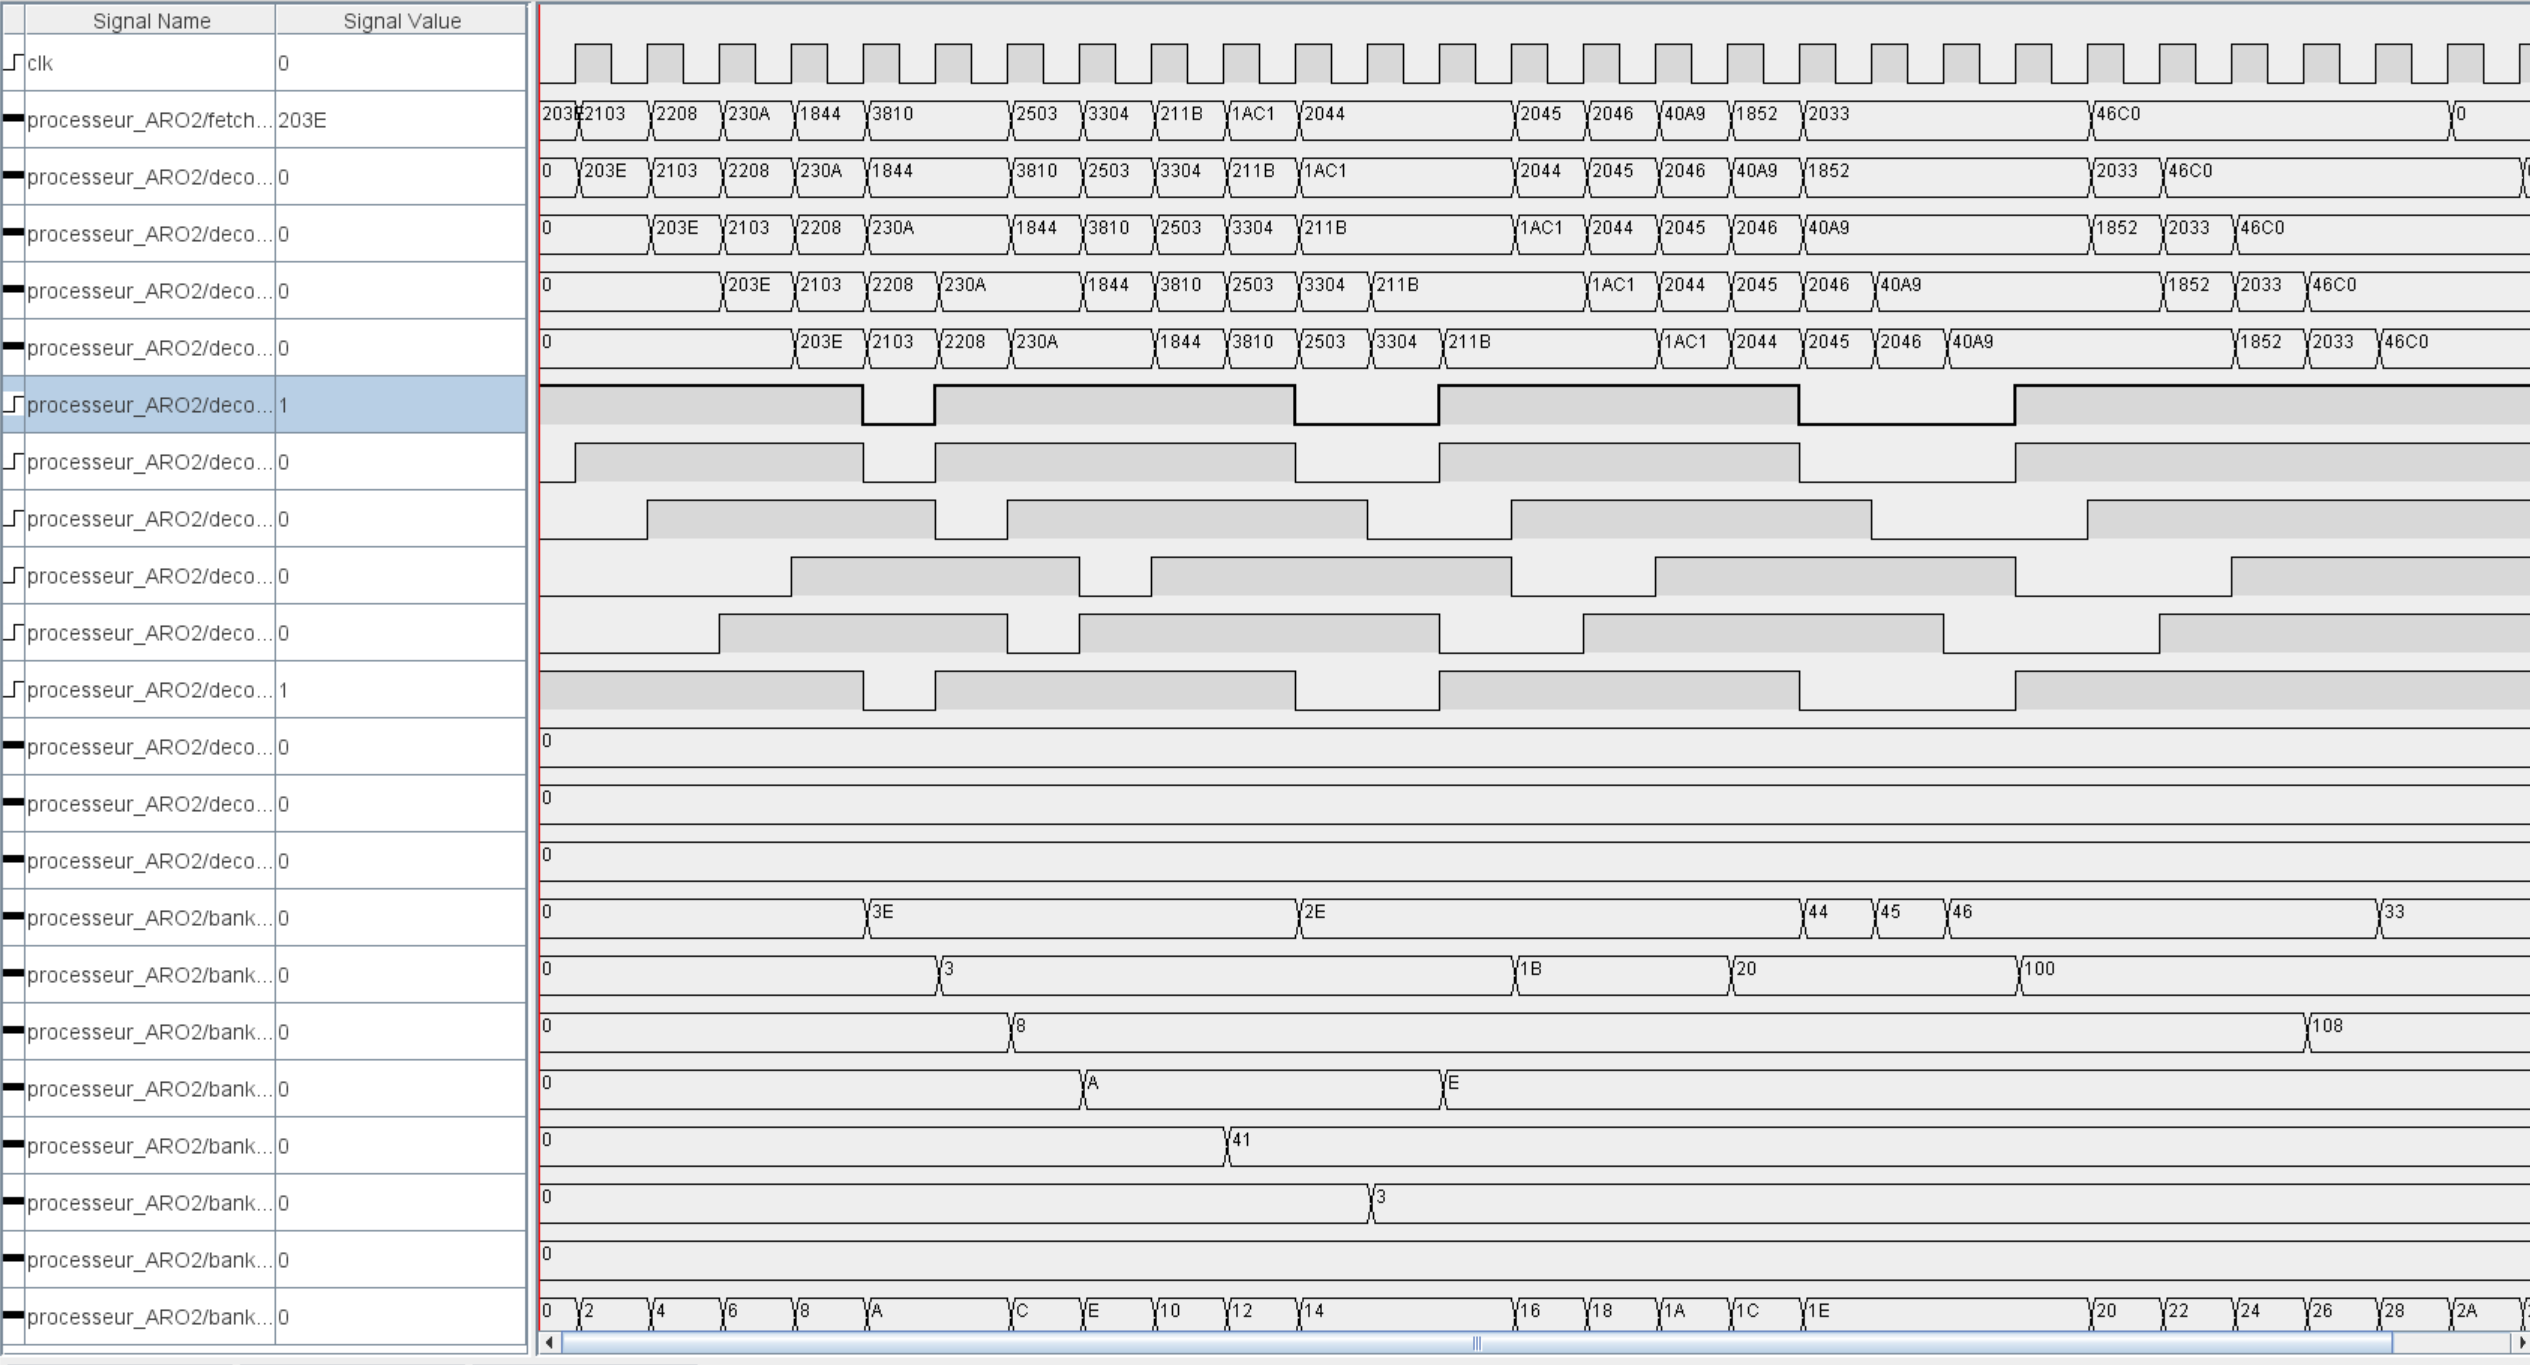 Signal Name Signal Value
clk 0
processeur_ARO2/fetch... 203E 203E 2103 2208 230A 1844 3810 2503 3304 211B 1AC1 2044 2045 2046 40A9 1852 2033 46C0 0
processeur_ARO2/deco... 0 0 203E 2103 2208 230A 1844 3810 2503 3304 211B 1AC1 2044 2045 2046 40A9 1852 2033 46C0
processeur_ARO2/deco... 0 0 203E 2103 2208 230A 1844 3810 2503 3304 211B 1AC1 2044 2045 2046 40A9 1852 2033 46C0
processeur_ARO2/deco... 0 0 203E 2103 2208 230A 1844 3810 2503 3304 211B 1AC1 2044 2045 2046 40A9 1852 2033 46C0
processeur_ARO2/deco... 0 0 203E 2103 2208 230A 1844 3810 2503 3304 211B 1AC1 2044 2045 2046 40A9 1852 2033 46C0
processeur_ARO2/deco... 1
processeur_ARO2/deco... 0
processeur_ARO2/deco... 0
processeur_ARO2/deco... 0
processeur_ARO2/deco... 0
processeur_ARO2/deco... 1
processeur_ARO2/deco... 0 0
processeur_ARO2/deco... 0 0
processeur_ARO2/deco... 0 0
processeur_ARO2/bank... 0 0 3E 2E 44 45 46 33
processeur_ARO2/bank... 0 0 3 1B 20 100
processeur_ARO2/bank... 0 0 8 108
processeur_ARO2/bank... 0 0 A E
processeur_ARO2/bank... 0 0 41
processeur_ARO2/bank... 0 0 3
processeur_ARO2/bank... 0 0
processeur_ARO2/bank... 0 0 2 4 6 8 A C E 10 12 14 16 18 1A 1C 1E 20 22 24 26 28 2A